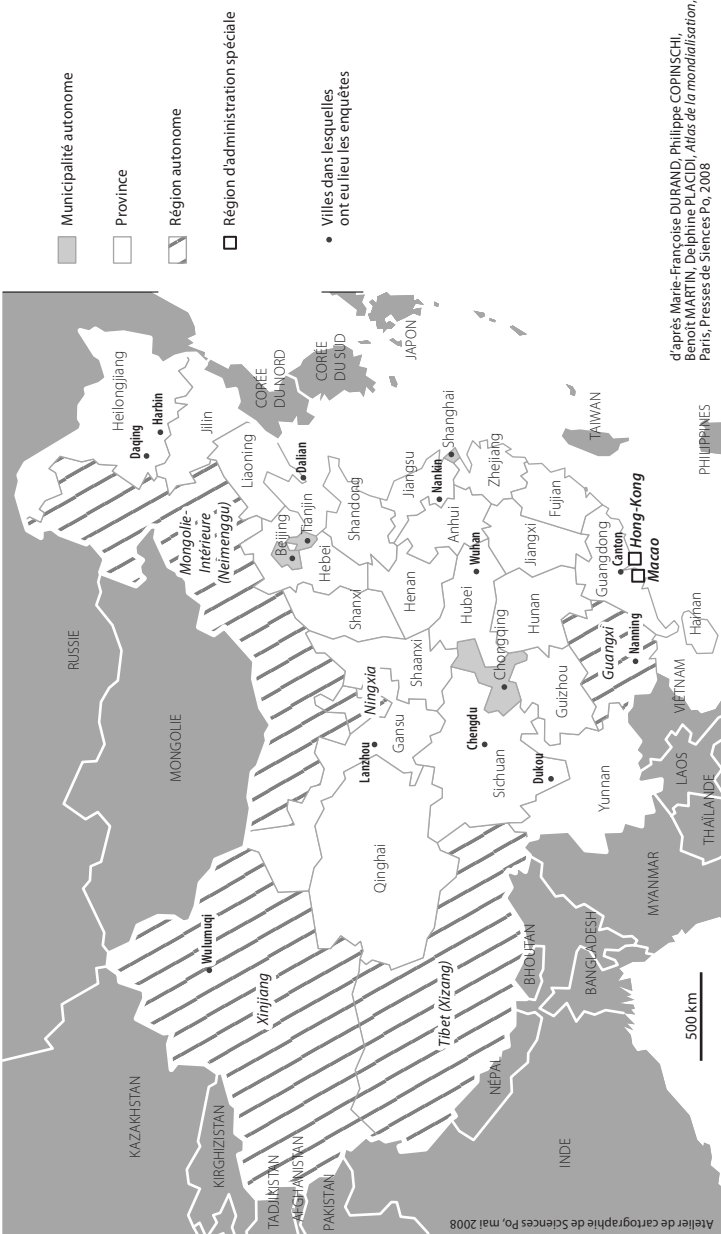 RUSSIE
KAZAKHSTAN
MONGOLIE
KIRGHIZISTAN
TADJIKISTAN
AFGHANISTAN
PAKISTAN
INDE
NÉPAL
BHOUTAN
BANGLADESH
MYANMAR
LAOS
THAÏLANDE
VIETNAM
CORÉE
DU NORD
CORÉE
DU SUD
JAPON
TAIWAN
PHILIPPINES
Heilongjiang
Daqing
Harbin
Jilin
Liaoning
Dalian
Mongolie-
Intérieure
(Neimenggu)
Beijing
Tianjin
Hebei
Shandong
Shanxi
Henan
Shaanxi
Ningxia
Gansu
Lanzhou
Qinghai
Wulumuqi
Xinjiang
Tibet (Xizang)
Jiangsu
Nankin
Shanghai
Anhui
Zhejiang
Hubei
Wuhan
Chongqing
Chengdu
Sichuan
Dukou
Hunan
Jiangxi
Fujian
Guizhou
Yunnan
Guangxi
Nanning
Guangdong
Canton
Hong-Kong
Macao
Hainan
500 km
Municipalité autonome
Province
Région autonome
Région d'administration spéciale
Villes dans lesquelles
ont eu lieu les enquêtes
d'après Marie-Françoise DURAND, Philippe COPINSCHI,
Benoît MARTIN, Delphine PLACIDI, Atlas de la mondialisation,
Paris, Presses de Siences Po, 2008
Atelier de cartographie de Sciences Po, mai 2008